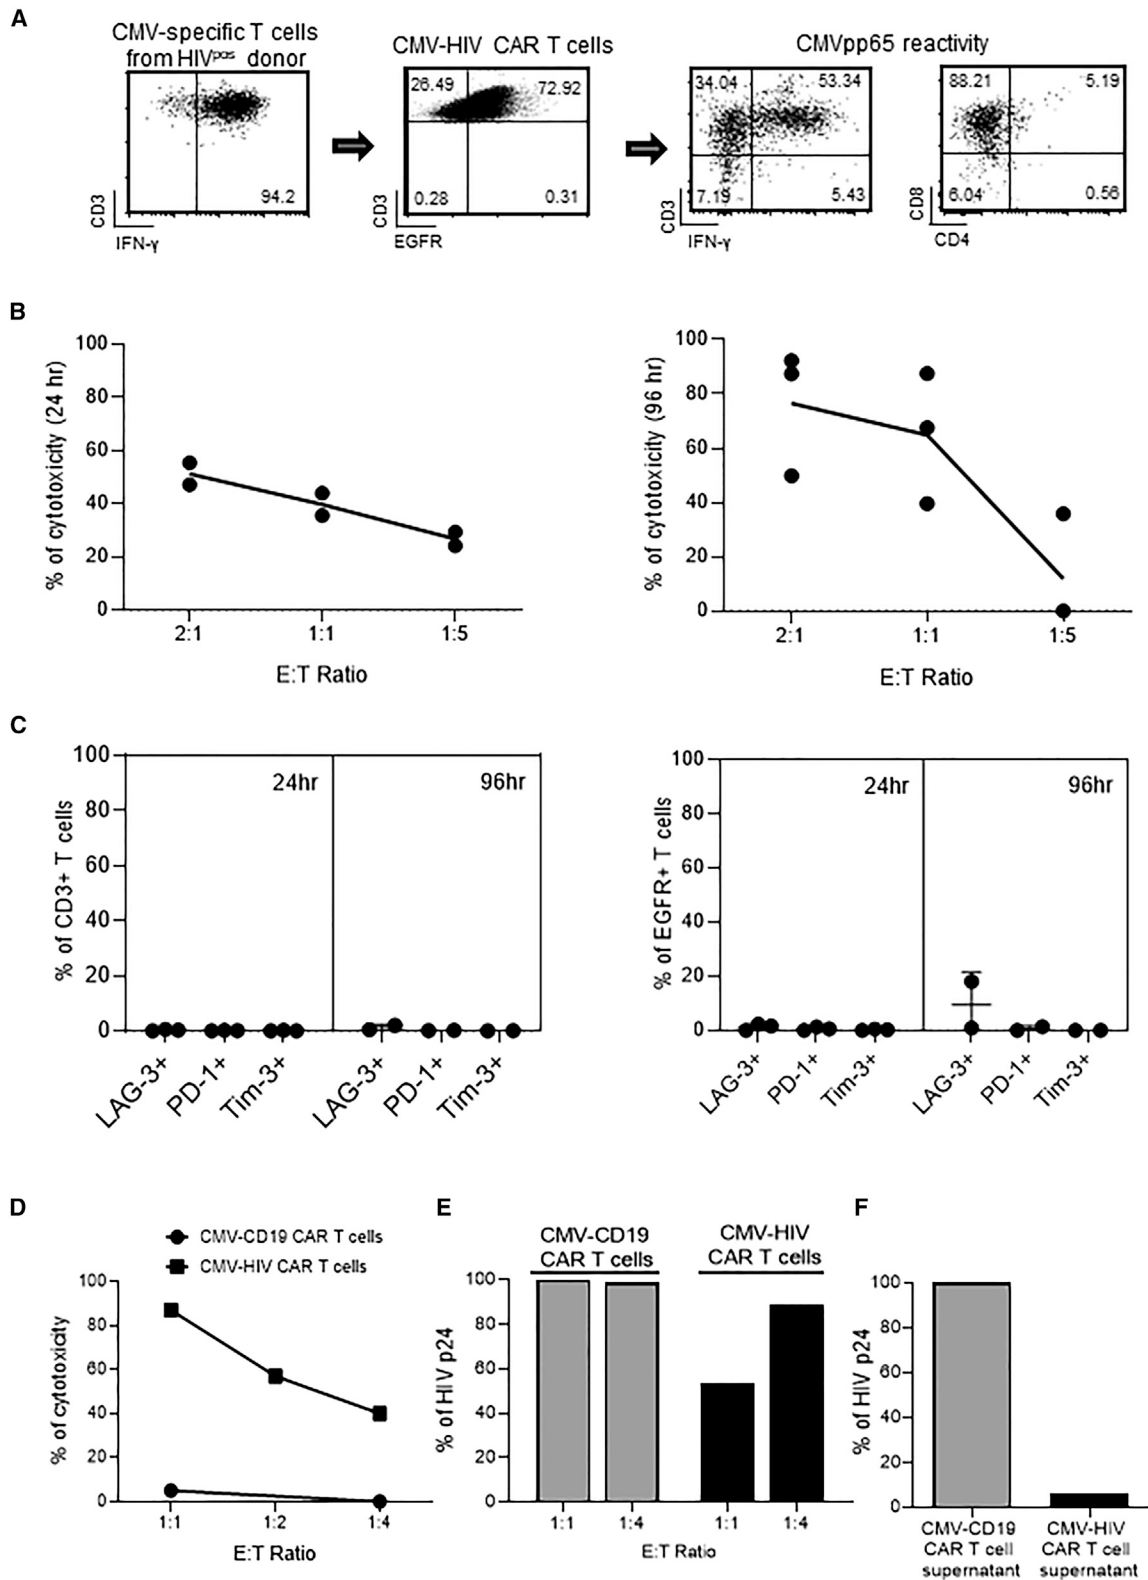 A
CMV-specific T cells
from HIVpos donor
94.2
CD3
IFN-γ
CMV-HIV CAR T cells
26.49
72.92
0.28
0.31
CD3
EGFR
CMVpp65 reactivity
34.04
53.34
7.19
5.43
CD3
IFN-γ
88.21
5.19
6.04
0.56
CD8
CD4
B
% of cytotoxicity (24 hr)
100
80
60
40
20
0
2:1
1:1
1:5
E:T Ratio
% of cytotoxicity (96 hr)
100
80
60
40
20
0
2:1
1:1
1:5
E:T Ratio
C
% of CD3+ T cells
100
80
60
40
20
0
24hr
96hr
LAG-3+
PD-1+
Tim-3+
LAG-3+
PD-1+
Tim-3+
% of EGFR+ T cells
100
80
60
40
20
0
24hr
96hr
LAG-3+
PD-1+
Tim-3+
LAG-3+
PD-1+
Tim-3+
D
CMV-CD19 CAR T cells
CMV-HIV CAR T cells
% of cytotoxicity
100
80
60
40
20
0
1:1
1:2
1:4
E:T Ratio
E
CMV-CD19
CAR T cells
CMV-HIV
CAR T cells
% of HIV p24
100
80
60
40
20
0
1:1
1:4
1:1
1:4
E:T Ratio
F
% of HIV p24
100
80
60
40
20
0
CMV-CD19
CAR T cell
supernatant
CMV-HIV
CAR T cell
supernatant